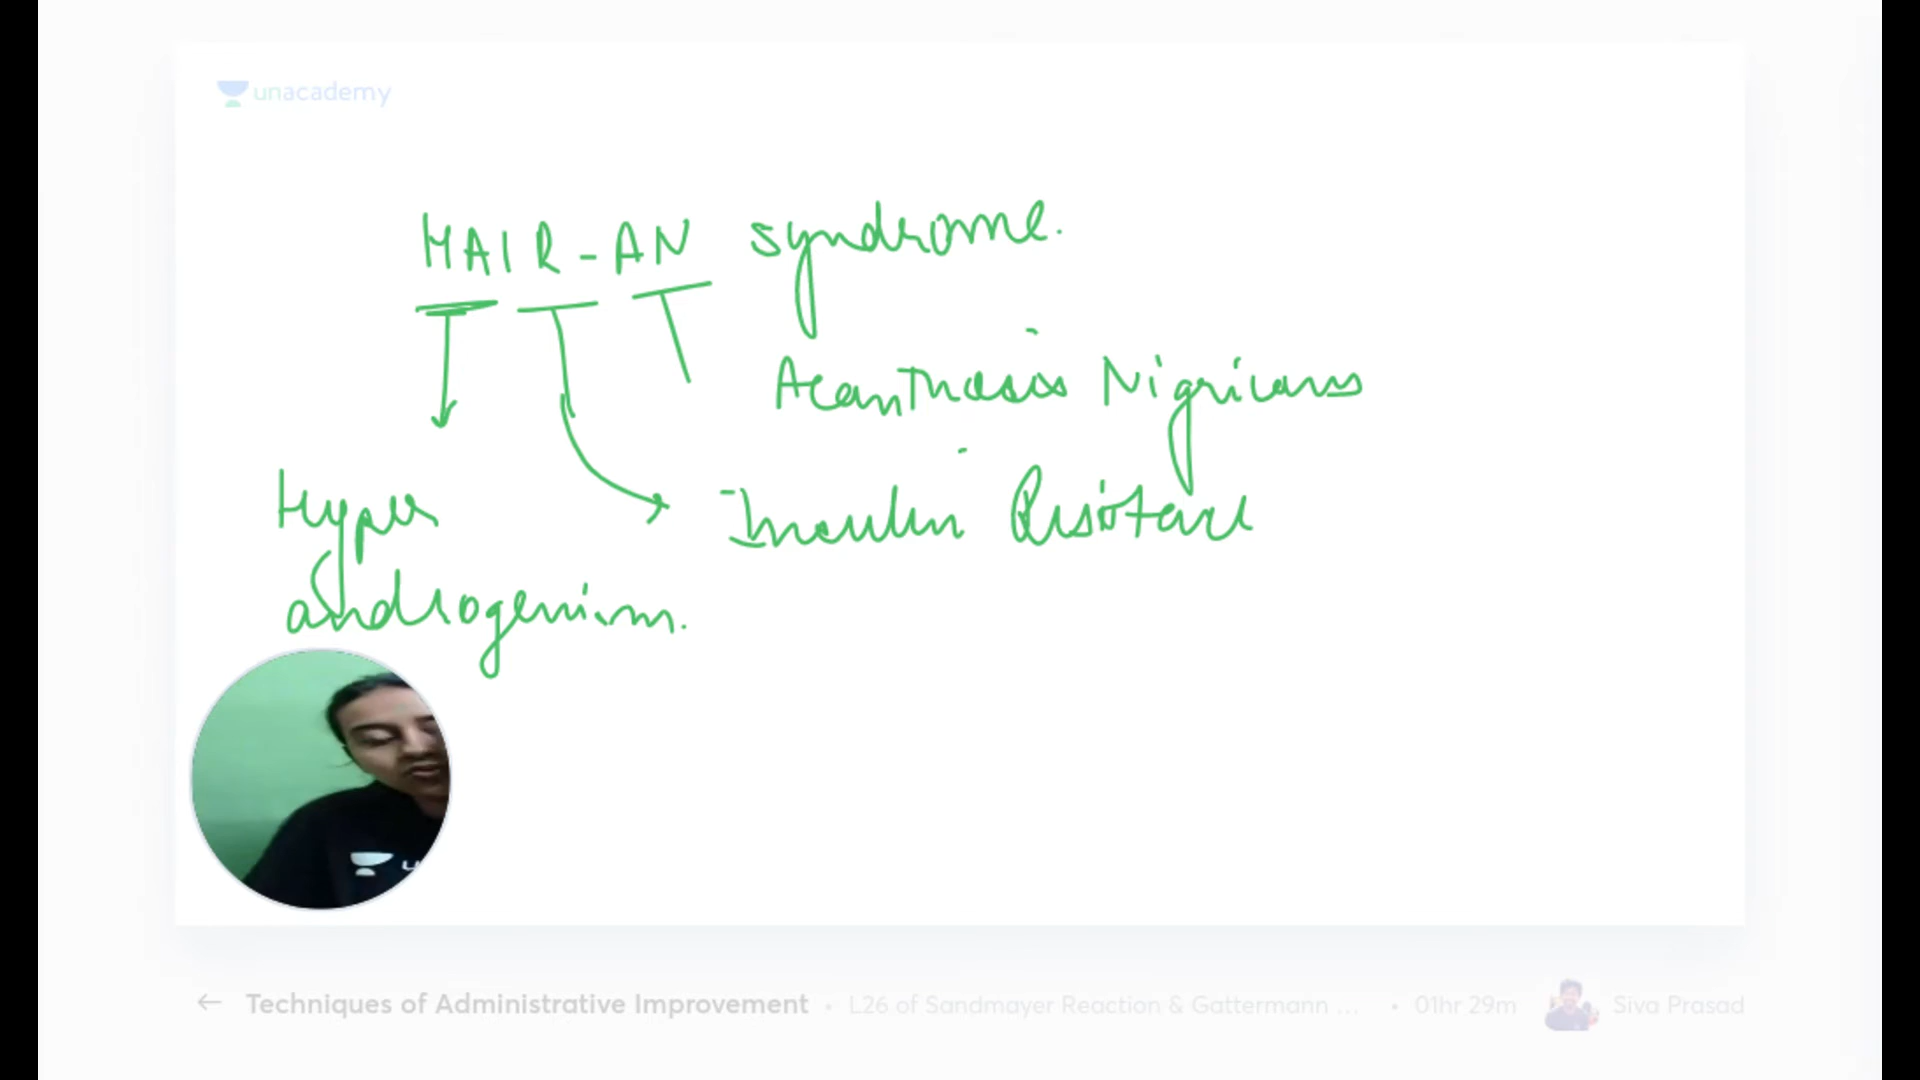 unacademy
HAIR-AN syndrome.
Acanthosis Nigricans
Insulin Resistance
Hyper
androgenism.
u
← Techniques of Administrative Improvement • L26 of Sandmayer Reaction & Gattermann ... • 01hr 29m Siva Prasad